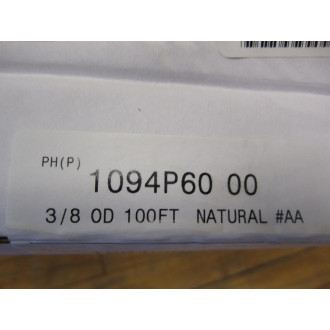 PH(P)
1094P60 00
3/8 OD 100FT NATURAL #AA